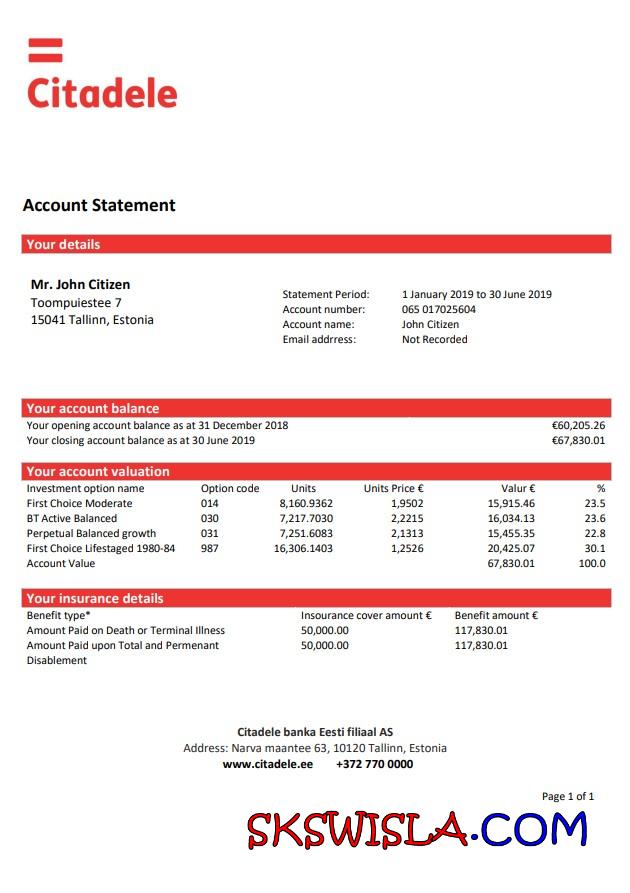 Citadele
Account Statement
Your details
Mr. John Citizen
Toompuiestee 7
15041 Tallinn, Estonia
Statement Period: 1 January 2019 to 30 June 2019
Account number: 065 017025604
Account name: John Citizen
Email addrress: Not Recorded
Your account balance
Your opening account balance as at 31 December 2018 €60,205.26
Your closing account balance as at 30 June 2019 €67,830.01
Your account valuation
Investment option name Option code Units Units Price € Valur € %
First Choice Moderate 014 8,160.9362 1,9502 15,915.46 23.5
BT Active Balanced 030 7,217.7030 2,2215 16,034.13 23.6
Perpetual Balanced growth 031 7,251.6083 2,1313 15,455.35 22.8
First Choice Lifestaged 1980-84 987 16,306.1403 1,2526 20,425.07 30.1
Account Value 67,830.01 100.0
Your insurance details
Benefit type* Insourance cover amount € Benefit amount €
Amount Paid on Death or Terminal Illness 50,000.00 117,830.01
Amount Paid upon Total and Permenant 50,000.00 117,830.01
Disablement
Citadele banka Eesti filiaal AS
Address: Narva maantee 63, 10120 Tallinn, Estonia
www.citadele.ee +372 770 0000
Page 1 of 1
SKSWISLA.COM